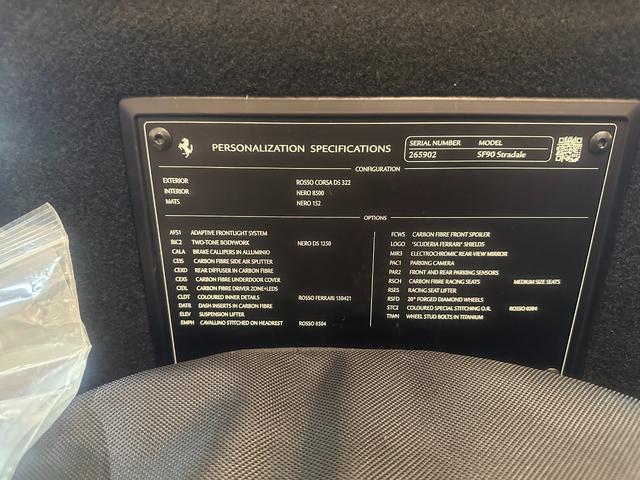 PERSONALIZATION SPECIFICATIONS
SERIAL NUMBER MODEL
265902 SF90 Stradale
CONFIGURATION
EXTERIOR ROSSO CORSA DS 322
INTERIOR NERO 8500
MATS NERO 152
OPTIONS
AFS1 ADAPTIVE FRONTLIGHT SYSTEM
BIC2 TWO-TONE BODYWORK NERO DS 1250
CALA BRAKE CALLIPERS IN ALLUMINIO
CEIS CARBON FIBRE SIDE AIR SPLITTER
CEXD REAR DIFFUSER IN CARBON FIBRE
CEXS CARBON FIBRE UNDERDOOR COVER
CIDL CARBON FIBRE DRIVER ZONE+LEDS
CLDT COLOURED INNER DETAILS ROSSO FERRARI 130421
DATR DASH INSERTS IN CARBON FIBRE
ELEV SUSPENSION LIFTER
EMPH CAVALLINO STITCHED ON HEADREST ROSSO 0504
FCWS CARBON FIBRE FRONT SPOILER
LOGO "SCUDERIA FERRARI" SHIELDS
MIR3 ELECTROCHROMIC REAR-VIEW MIRROR
PAC1 PARKING CAMERA
PAR2 FRONT AND REAR PARKING SENSORS
RSCH CARBON FIBRE RACING SEATS MEDIUM SIZE SEATS
RSES RACING SEAT LIFTER
RSFD 20" FORGED DIAMOND WHEELS
STC2 COLOURED SPECIAL STITCHING O.R. ROSSO 0504
TIWN WHEEL STUD BOLTS IN TITANIUM